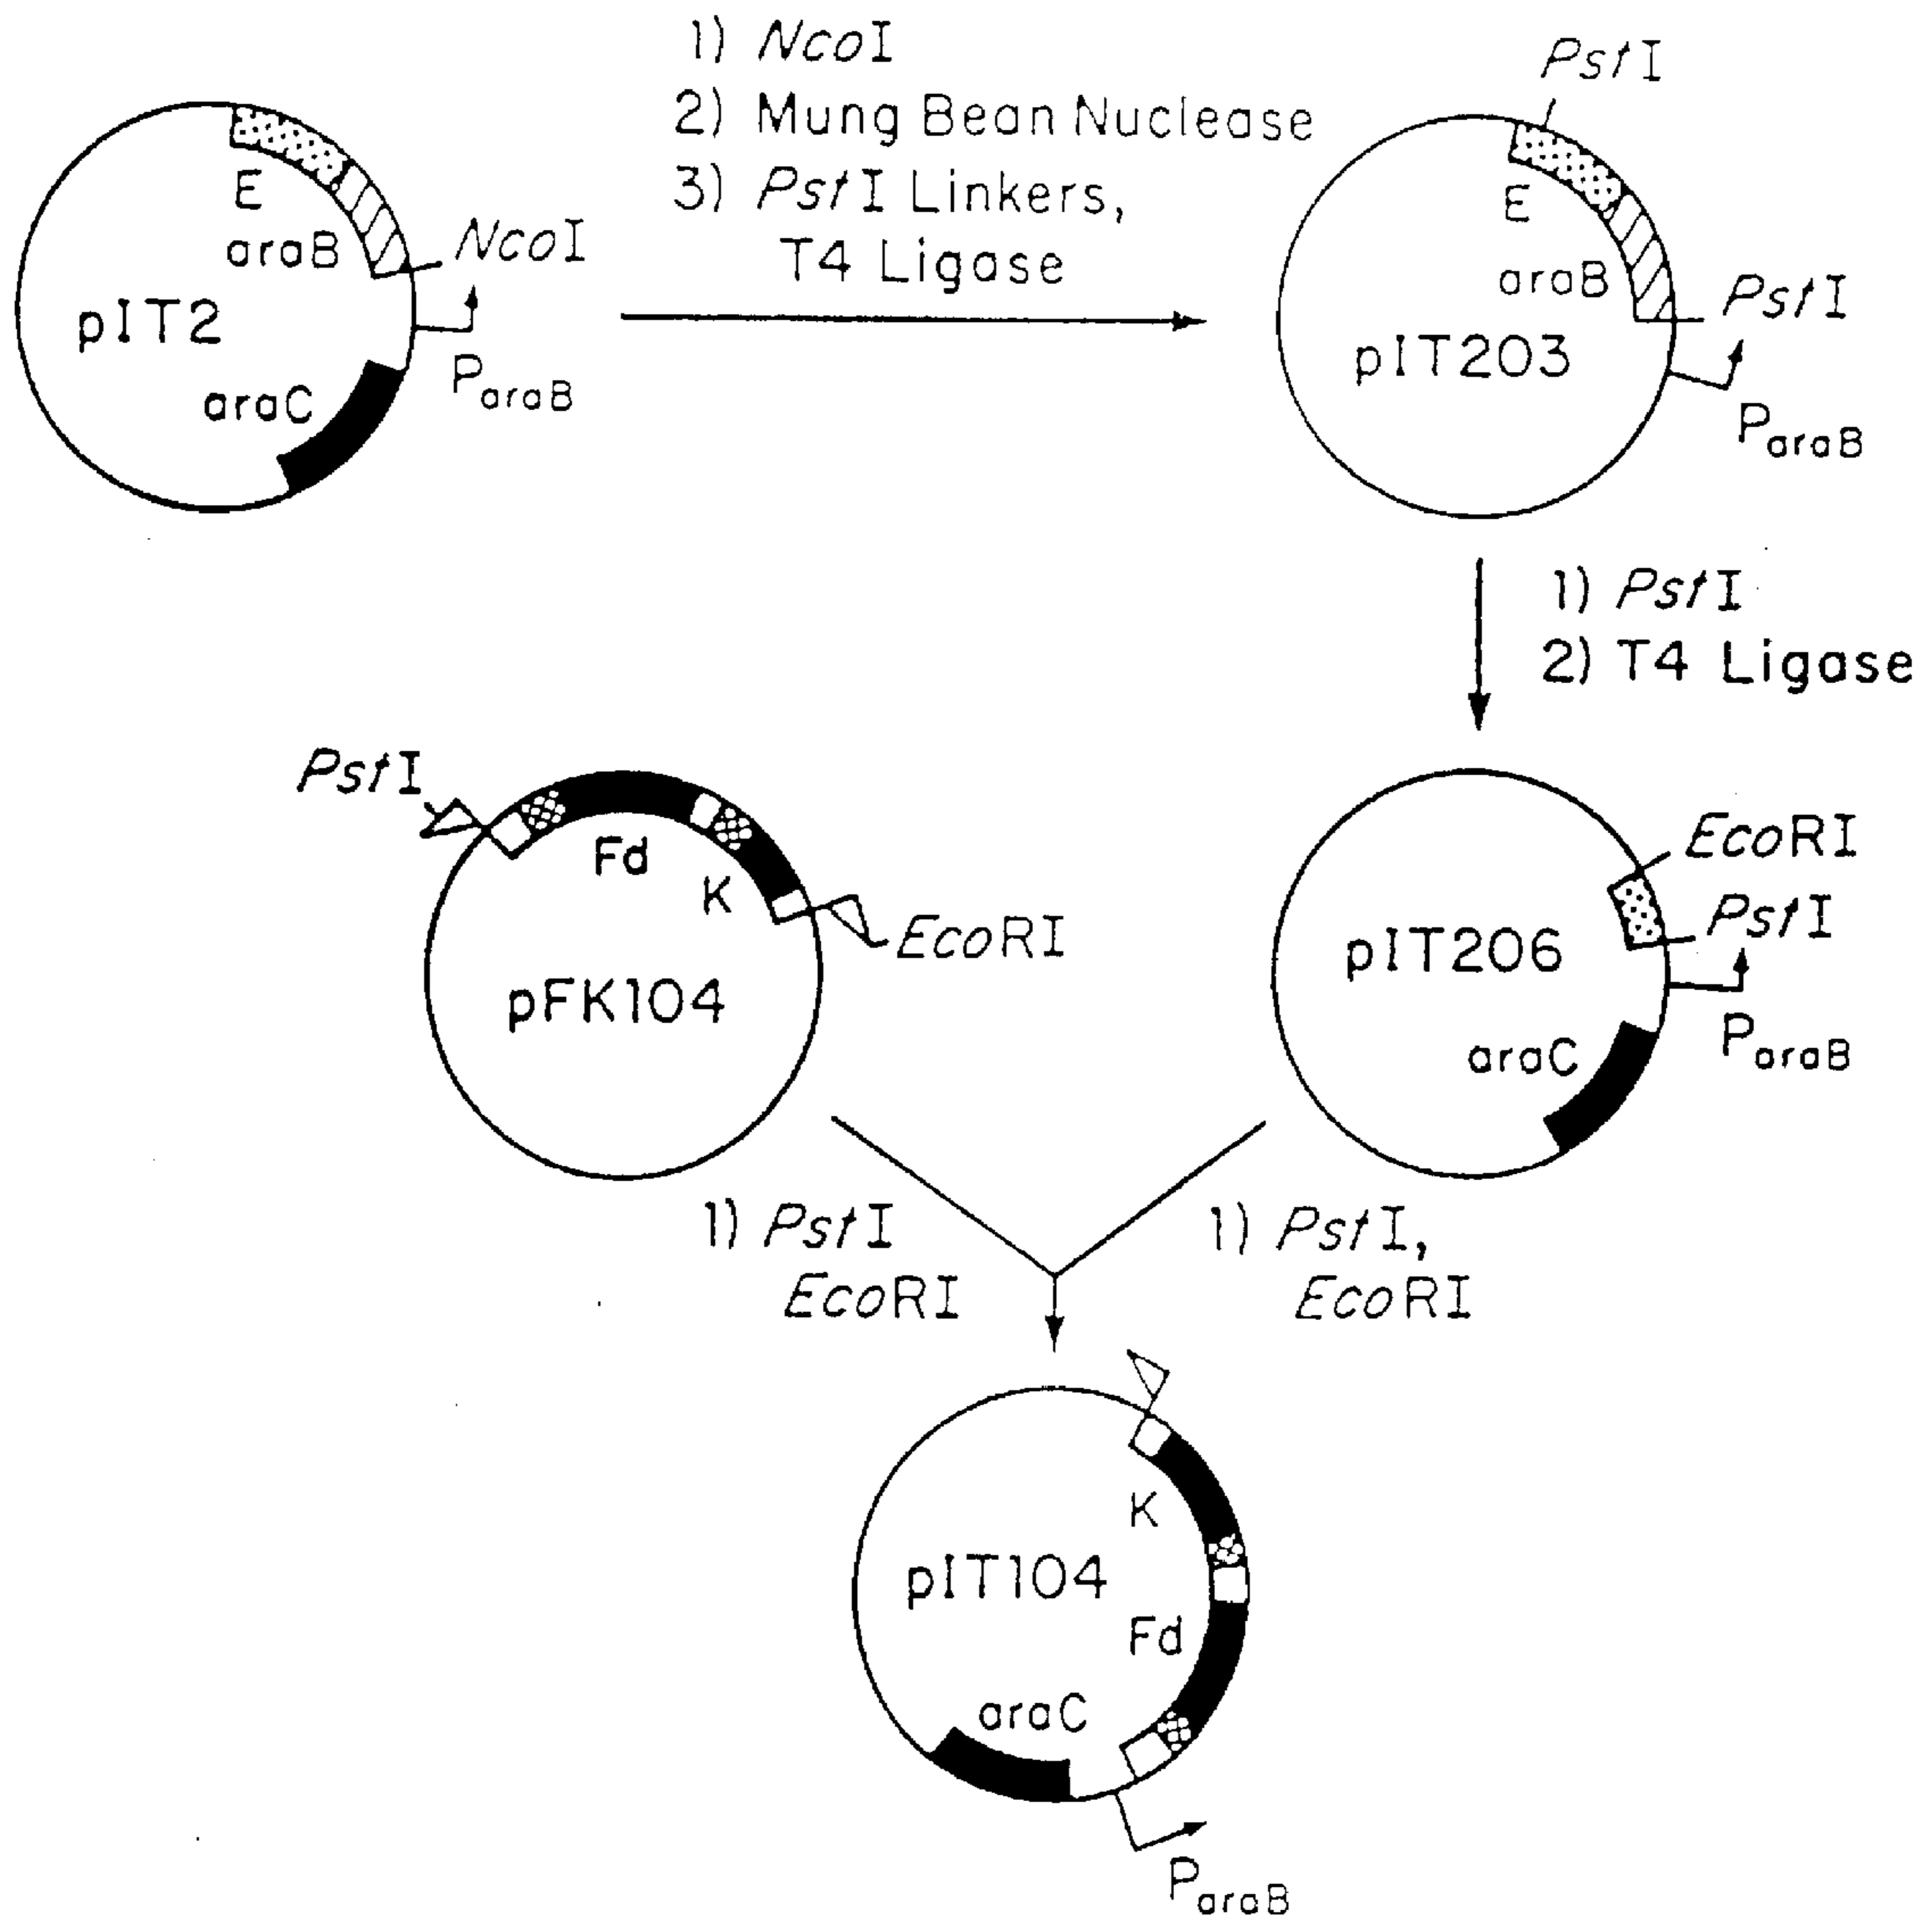 1) NcoI
2) Mung Bean Nuclease
3) PstI Linkers,
T4 Ligase
E
araB
NcoI
pIT2
ParaB
araC
PstI
E
araB
PstI
pIT203
ParaB
1) PstI
2) T4 Ligase
PstI
Fd
K
EcoRI
pFK104
EcoRI
PstI
pIT206
ParaB
araC
1) PstI
EcoRI
1) PstI,
EcoRI
K
pIT104
Fd
araC
ParaB